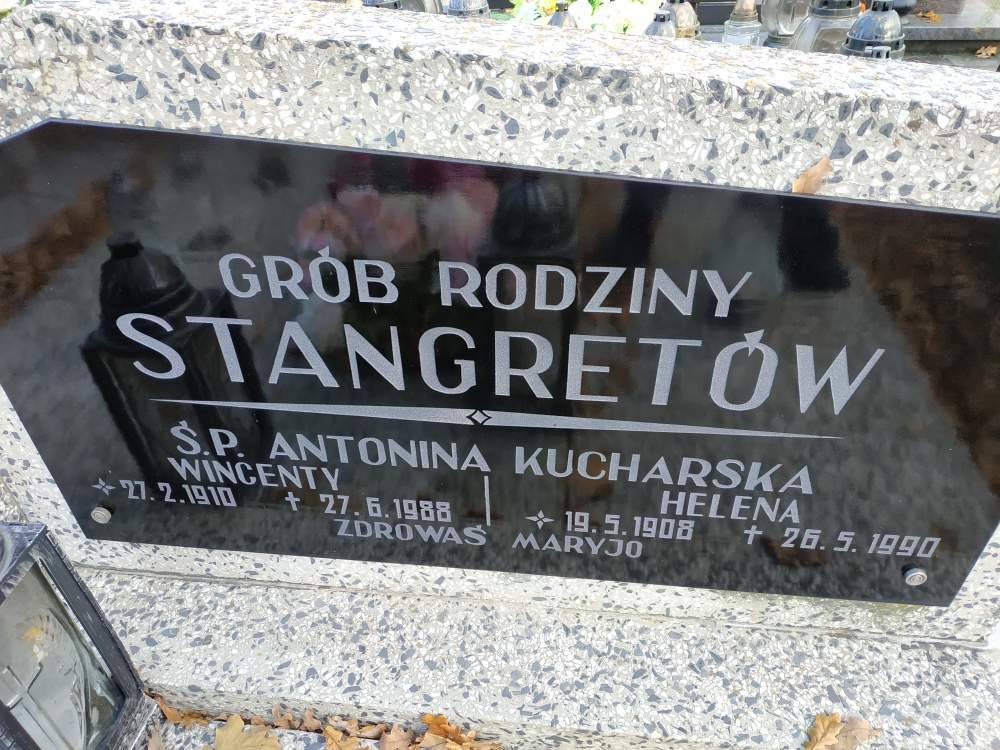 GRÓB RODZINY
STANGRETÓW
Ś.P. ANTONINA KUCHARSKA
WINCENTY HELENA
27.2.1910 † 27.6.1988 19.5.1908 † 26.5.1990
ZDROWAŚ MARYJO